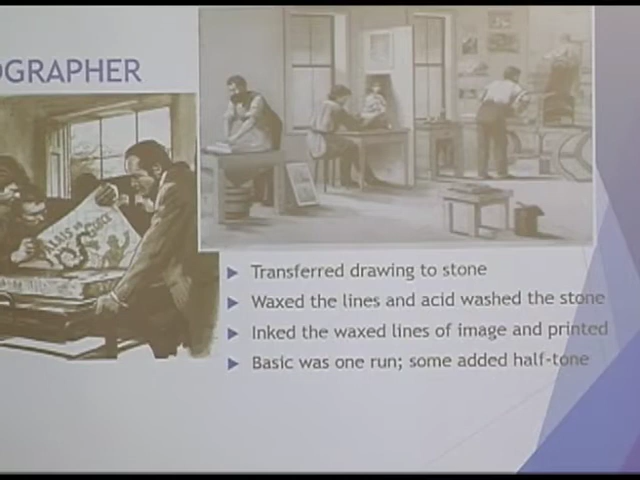 OGRAPHER
Transferred drawing to stone
Waxed the lines and acid washed the stone
Inked the waxed lines of image and printed
Basic was one run; some added half-tone